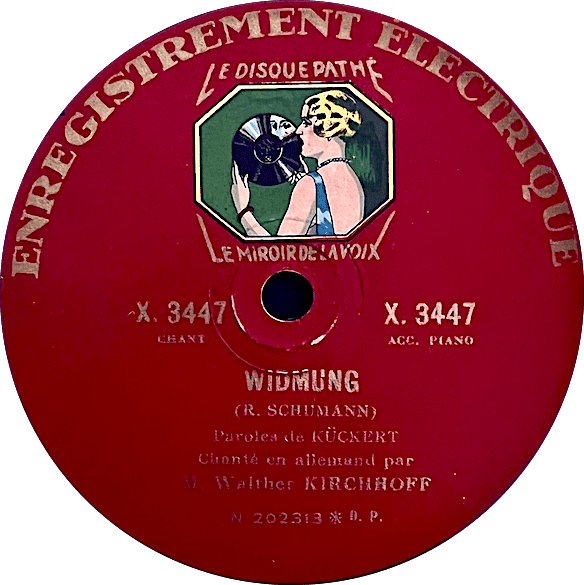 ENREGISTREMENT ÉLECTRIQUE
LE DISQUE PATHÉ
LE MIROIR DE LA VOIX
X. 3447
CHANT
X. 3447
ACC. PIANO
WIDMUNG
(R. SCHUMANN)
Paroles de KÜCKERT
Chanté en allemand par
M. Walther KIRCHHOFF
N 202313 ※ D. P.